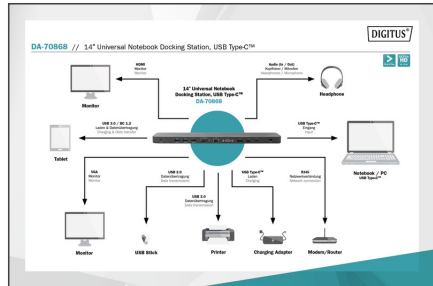 DIGITUS®
DA-70868 // 14" Universal Notebook Docking Station, USB Type-C™
HDMI
Monitor
Monitor
Audio (In / Out)
Kopfhörer / Mikrofon
Headphones / Microphone
14" Universal Notebook
Docking Station, USB Type-C™
DA-70868
Monitor
Headphone
USB 3.0 / BC 1.2
Laden & Datenübertragung
Charging & Data transfer
USB Type-C™
Eingang
Input
Tablet
Notebook / PC
USB Type-C™
VGA
Monitor
Monitor
USB 2.0
Datenübertragung
Data transmission
USB 3.0
Datenübertragung
Data transmission
USB Type-C™
Laden
Charging
RJ45
Netzwerkverbindung
Network connection
Monitor
USB Stick
Printer
Charging Adapter
Modem/Router